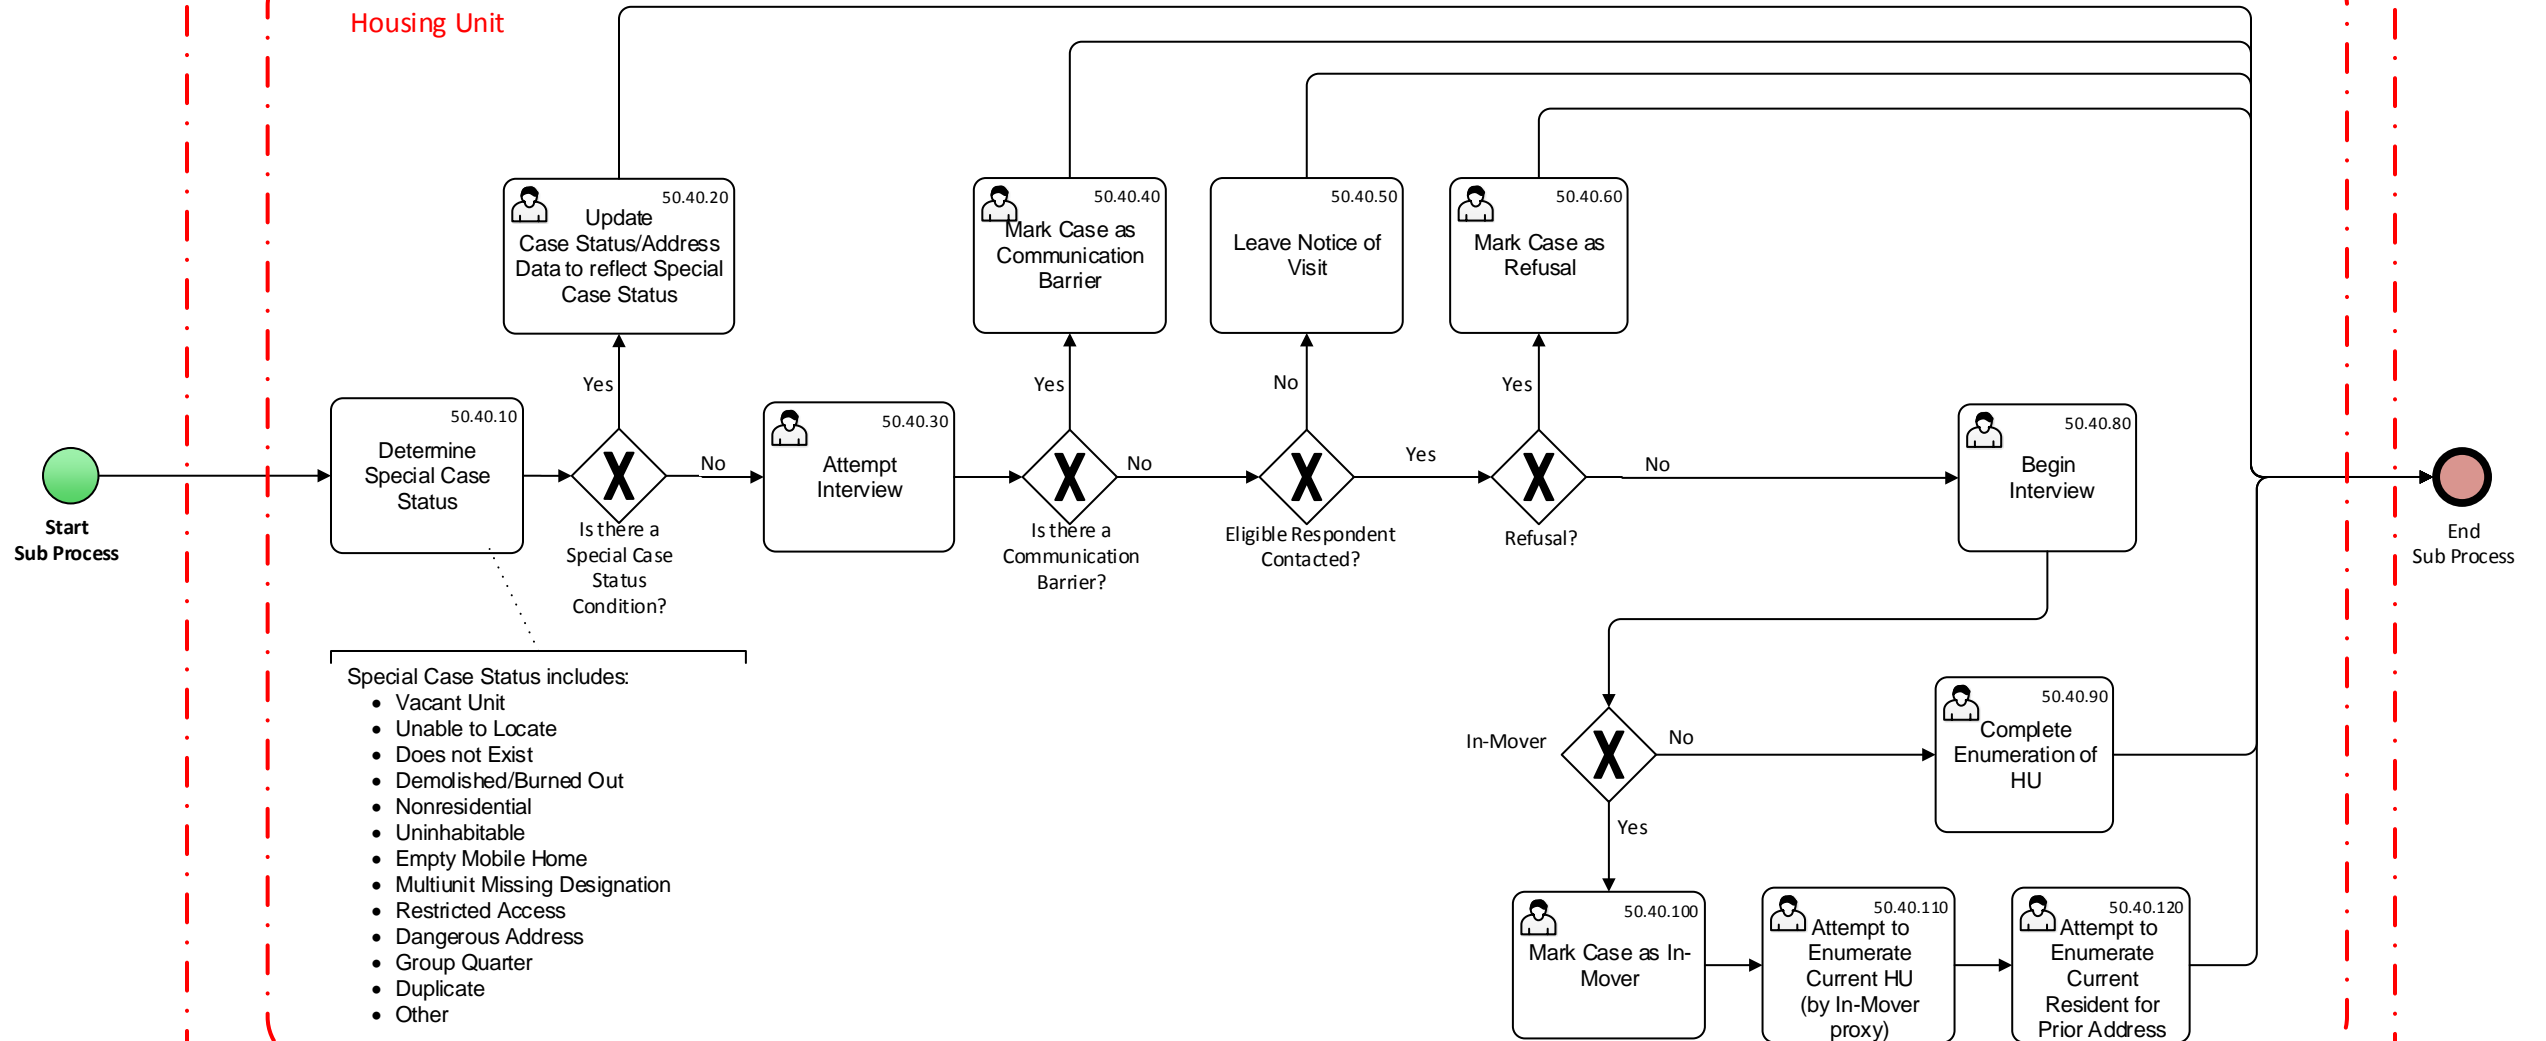 Housing Unit
50.40.20
Update
Case Status/Address
Data to reflect Special
Case Status
50.40.40
Mark Case as
Communication
Barrier
50.40.50
Leave Notice of
Visit
50.40.60
Mark Case as
Refusal
Yes
Yes
No
Yes
50.40.10
Determine
Special Case
Status
No
50.40.30
Attempt
Interview
No
Yes
No
50.40.80
Begin
Interview
Start
Sub Process
Is there a
Special Case
Status
Condition?
Is there a
Communication
Barrier?
Eligible Respondent
Contacted?
Refusal?
End
Sub Process
Special Case Status includes:
• Vacant Unit
• Unable to Locate
• Does not Exist
• Demolished/Burned Out
• Nonresidential
• Uninhabitable
• Empty Mobile Home
• Multiunit Missing Designation
• Restricted Access
• Dangerous Address
• Group Quarter
• Duplicate
• Other
In-Mover
No
50.40.90
Complete
Enumeration of
HU
Yes
50.40.100
Mark Case as In-
Mover
50.40.110
Attempt to
Enumerate
Current HU
(by In-Mover
proxy)
50.40.120
Attempt to
Enumerate
Current
Resident for
Prior Address